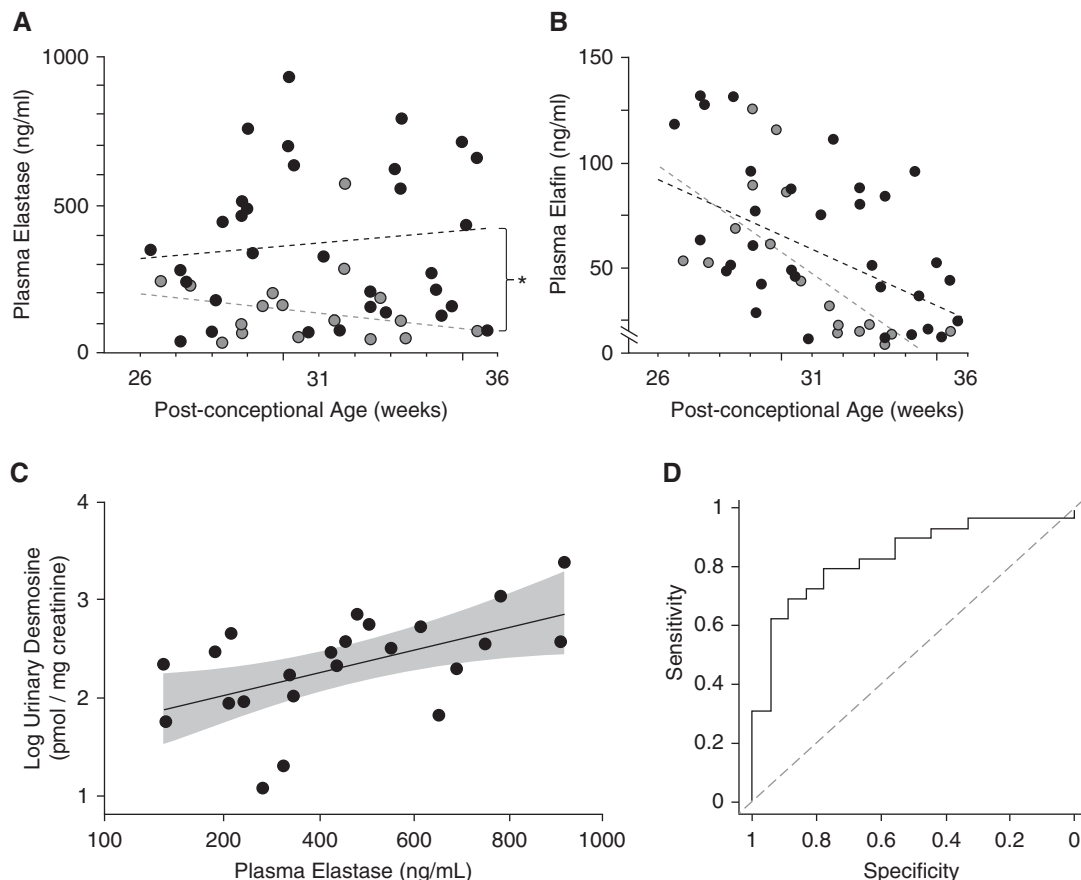 A
B
1000
500
0
Plasma Elastase (ng/ml)
*
26
31
36
Post-conceptional Age (weeks)
150
100
50
0
Plasma Elafin (ng/ml)
26
31
36
Post-conceptional Age (weeks)
C
D
4
3
2
1
Log Urinary Desmosine
(pmol / mg creatinine)
100
200
400
600
800
1000
Plasma Elastase (ng/mL)
1
0.8
0.6
0.4
0.2
0
Sensitivity
1
0.8
0.6
0.4
0.2
0
Specificity